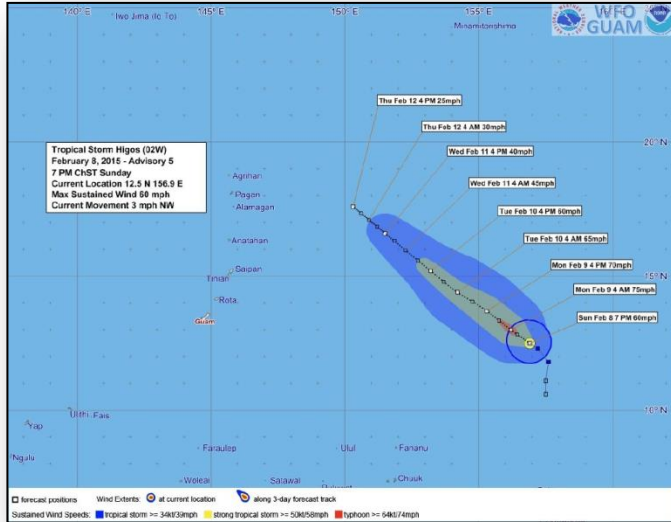 140°E
145°E
150°E
155°E
Iwo Jima (Io To)
Minamitorishima
WFO
GUAM
NOAA
Thu Feb 12 4 PM 25mph
Thu Feb 12 4 AM 30mph
20°N
Tropical Storm Higos (02W)
February 8, 2015 - Advisory 5
7 PM ChST Sunday
Current Location 12.5 N 156.9 E
Max Sustained Wind 60 mph
Current Movement 3 mph NW
Wed Feb 11 4 PM 40mph
Wed Feb 11 4 AM 45mph
Agrihan
Pagan
Alamagan
Tue Feb 10 4 PM 60mph
Anatahan
Tue Feb 10 4 AM 65mph
Saipan
Tinian
Mon Feb 9 4 PM 70mph
15°N
Rota
Mon Feb 9 4 AM 75mph
Guam
Sun Feb 8 7 PM 60mph
10°N
Ulithi
Fais
Yap
Ngulu
Faraulep
Ulul
Fananu
Woleai
Satawal
Chuuk
forecast positions Wind Extents: at current location along 3-day forecast track
Sustained Wind Speeds: tropical storm >= 34kt/39mph strong tropical storm >= 50kt/58mph typhoon >= 64kt/74mph